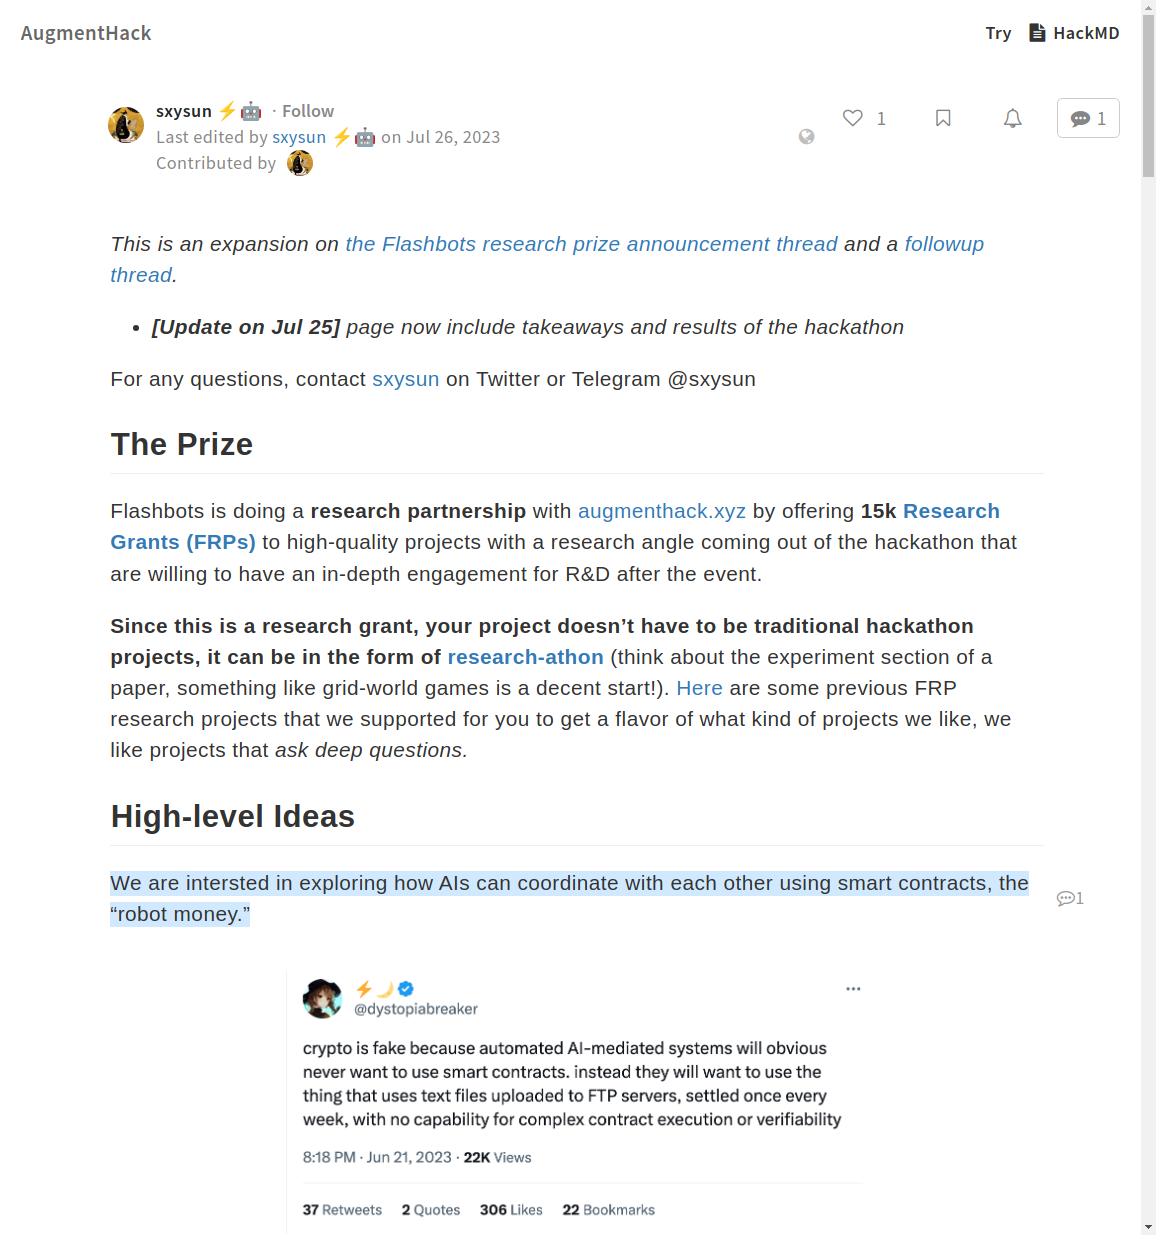 AugmentHack
Try HackMD
sxysun ⚡🤖 · Follow
Last edited by sxysun ⚡🤖 on Jul 26, 2023
Contributed by
1
1
This is an expansion on the Flashbots research prize announcement thread and a followup
thread.
• [Update on Jul 25] page now include takeaways and results of the hackathon
For any questions, contact sxysun on Twitter or Telegram @sxysun
The Prize
Flashbots is doing a research partnership with augmenthack.xyz by offering 15k Research
Grants (FRPs) to high-quality projects with a research angle coming out of the hackathon that
are willing to have an in-depth engagement for R&D after the event.
Since this is a research grant, your project doesn’t have to be traditional hackathon
projects, it can be in the form of research-athon (think about the experiment section of a
paper, something like grid-world games is a decent start!). Here are some previous FRP
research projects that we supported for you to get a flavor of what kind of projects we like, we
like projects that ask deep questions.
High-level Ideas
We are intersted in exploring how AIs can coordinate with each other using smart contracts, the
“robot money.”
1
⚡🌙
@dystopiabreaker
crypto is fake because automated AI-mediated systems will obvious
never want to use smart contracts. instead they will want to use the
thing that uses text files uploaded to FTP servers, settled once every
week, with no capability for complex contract execution or verifiability
8:18 PM · Jun 21, 2023 · 22K Views
37 Retweets 2 Quotes 306 Likes 22 Bookmarks